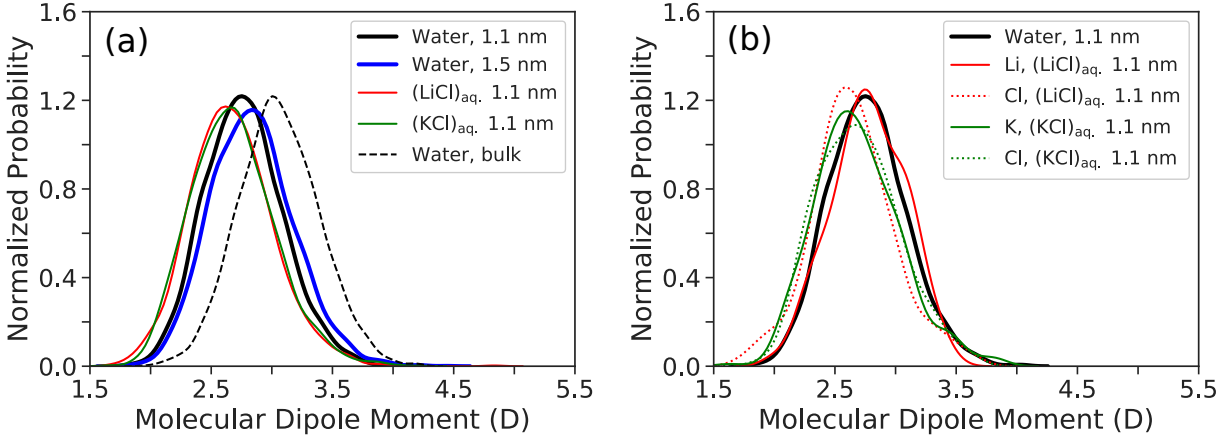 (a)
Normalized Probability
1.6
1.2
0.8
0.4
0.0
Water, 1.1 nm
Water, 1.5 nm
(LiCl)aq. 1.1 nm
(KCl)aq. 1.1 nm
Water, bulk
1.5 2.5 3.5 4.5 5.5
Molecular Dipole Moment (D)
(b)
Normalized Probability
1.6
1.2
0.8
0.4
0.0
Water, 1.1 nm
Li, (LiCl)aq. 1.1 nm
Cl, (LiCl)aq. 1.1 nm
K, (KCl)aq. 1.1 nm
Cl, (KCl)aq. 1.1 nm
1.5 2.5 3.5 4.5 5.5
Molecular Dipole Moment (D)